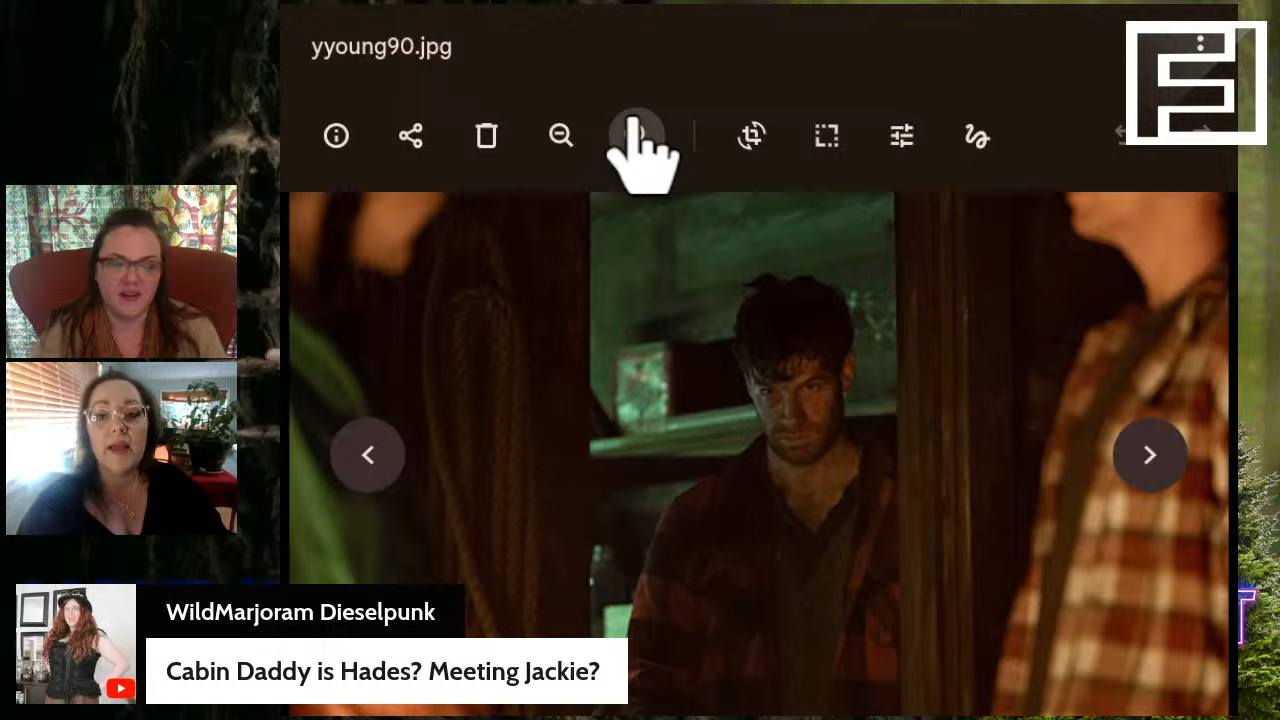 yyoung90.jpg
WildMarjoram Dieselpunk
Cabin Daddy is Hades? Meeting Jackie?